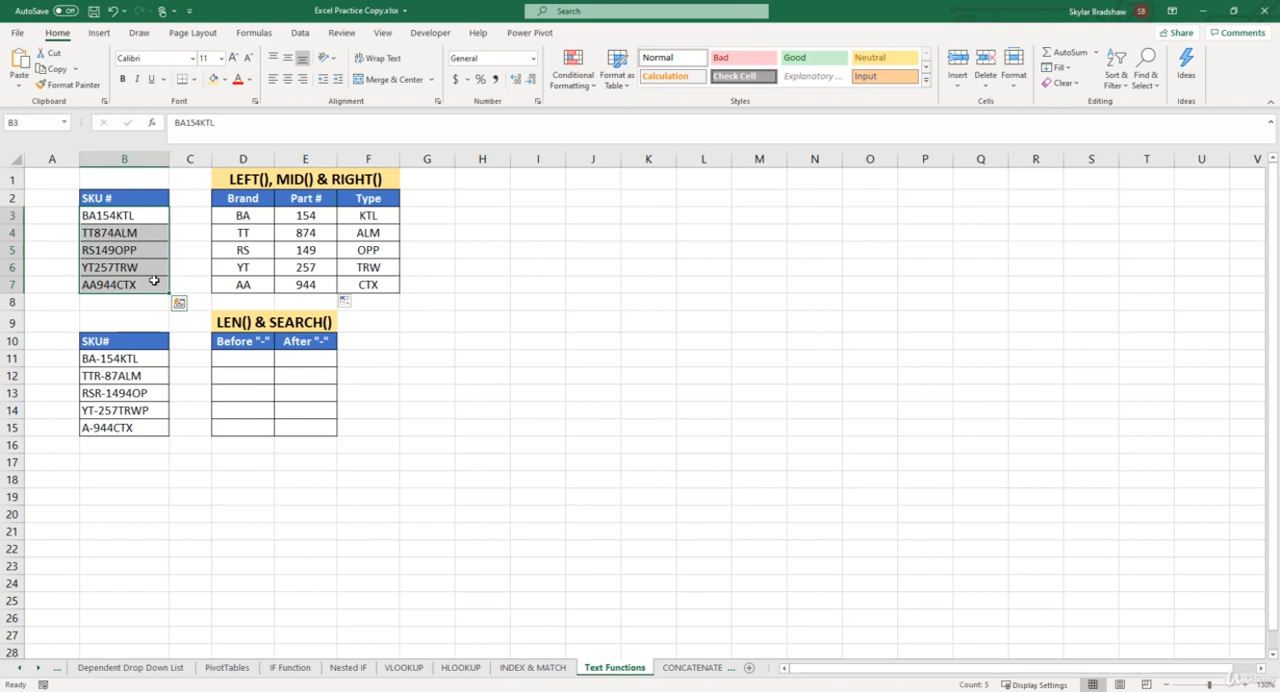 AutoSave Off Excel Practice Copy.xlsx Search Skylar Bradshaw SB
File Home Insert Draw Page Layout Formulas Data Review View Developer Help Power Pivot Share Comments
Paste Cut Calibri 11 Wrap Text General Conditional Format as Normal Bad Good Neutral Insert Delete Format AutoSum Sort & Find & Ideas
Copy Formatting Table Calculation Check Cell Explanatory ... Input Fill Filter Select
Format Painter B I U Merge & Center $ % Clear
Clipboard Font Alignment Number Styles Cells Editing Ideas
B3 fx BA154KTL
A B C D E F G H I J K L M N O P Q R S T U V
1 LEFT(), MID() & RIGHT()
2 SKU # Brand Part # Type
3 BA154KTL BA 154 KTL
4 TT874ALM TT 874 ALM
5 RS149OPP RS 149 OPP
6 YT257TRW YT 257 TRW
7 AA944CTX AA 944 CTX
8
9 LEN() & SEARCH()
10 SKU# Before "-" After "-"
11 BA-154KTL
12 TTR-87ALM
13 RSR-1494OP
14 YT-257TRWP
15 A-944CTX
16
17
18
19
20
21
22
23
24
25
26
27
28
... Dependent Drop Down List PivotTables IF Function Nested IF VLOOKUP HLOOKUP INDEX & MATCH Text Functions CONCATENATE ...
Ready Count: 5 Display Settings 130%